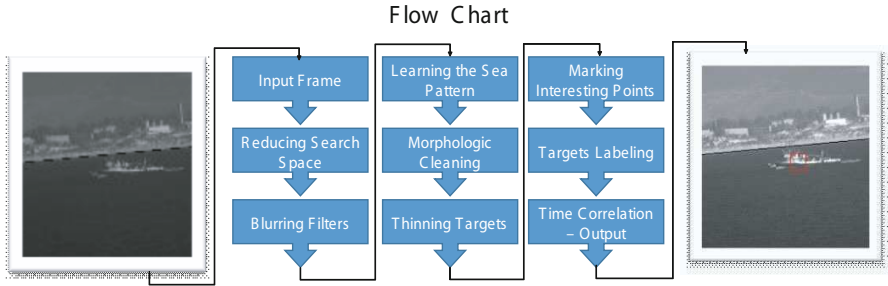 Flow Chart
Input Frame
Reducing Search
Space
Blurring Filters
Learning the Sea
Pattern
Morphologic
Cleaning
Thinning Targets
Marking
Interesting Points
Targets Labeling
Time Correlation
– Output